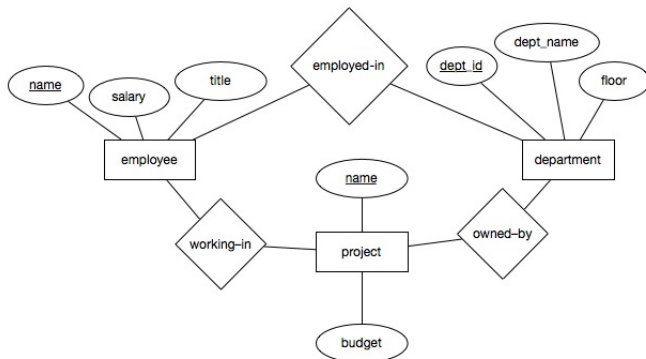 dept_name
employed-in
dept_id
floor
title
name
salary
employee
department
name
working–in
owned–by
project
budget